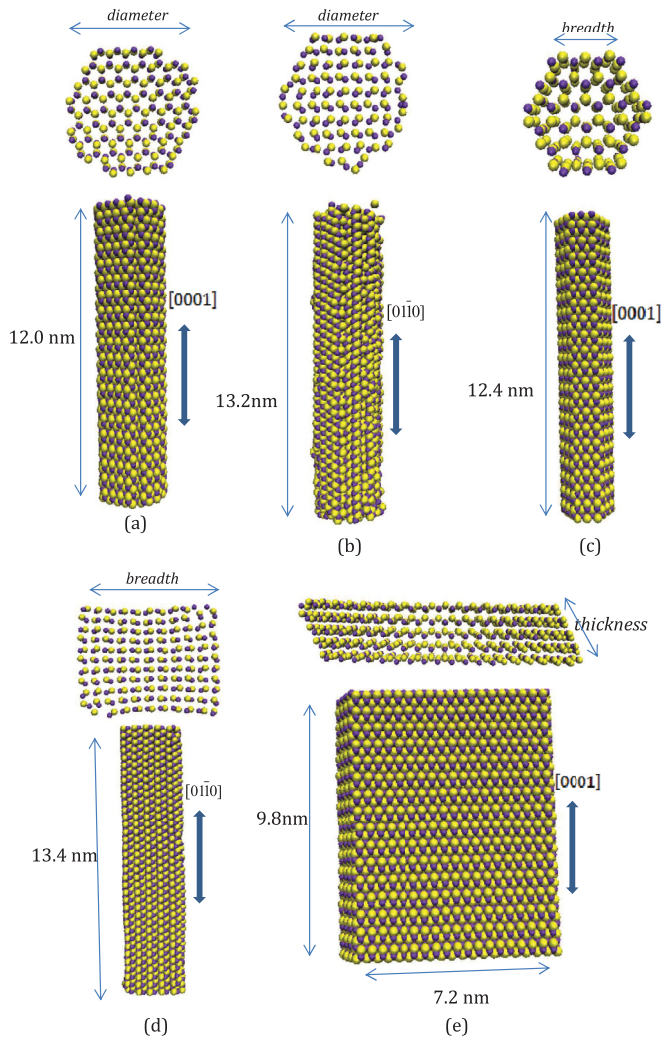 diameter
diameter
breadth
[0001]
12.0 nm
[011̅0]
13.2nm
[0001]
12.4 nm
(a)
(b)
(c)
breadth
thickness
[011̅0]
13.4 nm
[0001]
9.8nm
7.2 nm
(d)
(e)